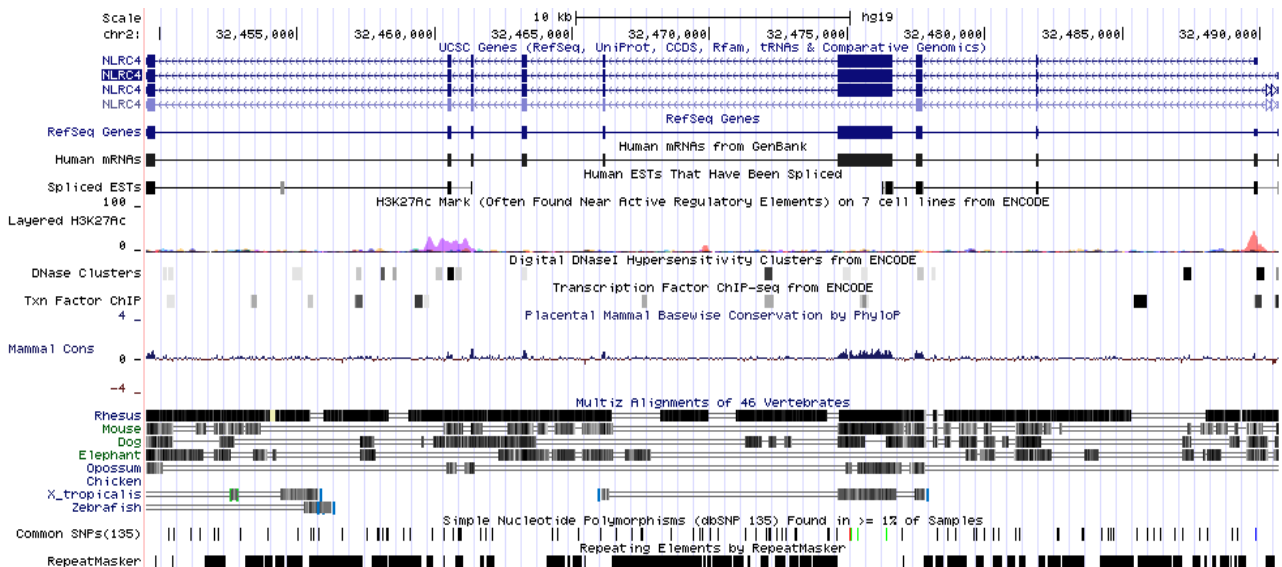 Scale 10 kb hg19
chr2: 32,455,000 32,460,000 32,465,000 32,470,000 32,475,000 32,480,000 32,485,000 32,490,000
UCSC Genes (RefSeq, UniProt, CCDS, Rfam, tRNAs & Comparative Genomics)
NLRC4
NLRC4
NLRC4
NLRC4
RefSeq Genes
RefSeq Genes
Human mRNAs from GenBank
Human mRNAs
Human ESTs That Have Been Spliced
Spliced ESTs
H3K27Ac Mark (Often Found Near Active Regulatory Elements) on 7 cell lines from ENCODE
100 _
Layered H3K27Ac
0 _
Digital DNaseI Hypersensitivity Clusters from ENCODE
DNase Clusters
Transcription Factor ChIP-seq from ENCODE
Txn Factor ChIP
Placental Mammal Basewise Conservation by PhyloP
4 _
Mammal Cons
0 _
-4 _
Multiz Alignments of 46 Vertebrates
Rhesus
Mouse
Dog
Elephant
Opossum
Chicken
X_tropicalis
Zebrafish
Simple Nucleotide Polymorphisms (dbSNP 135) Found in >= 1% of Samples
Common SNPs(135)
Repeating Elements by RepeatMasker
RepeatMasker